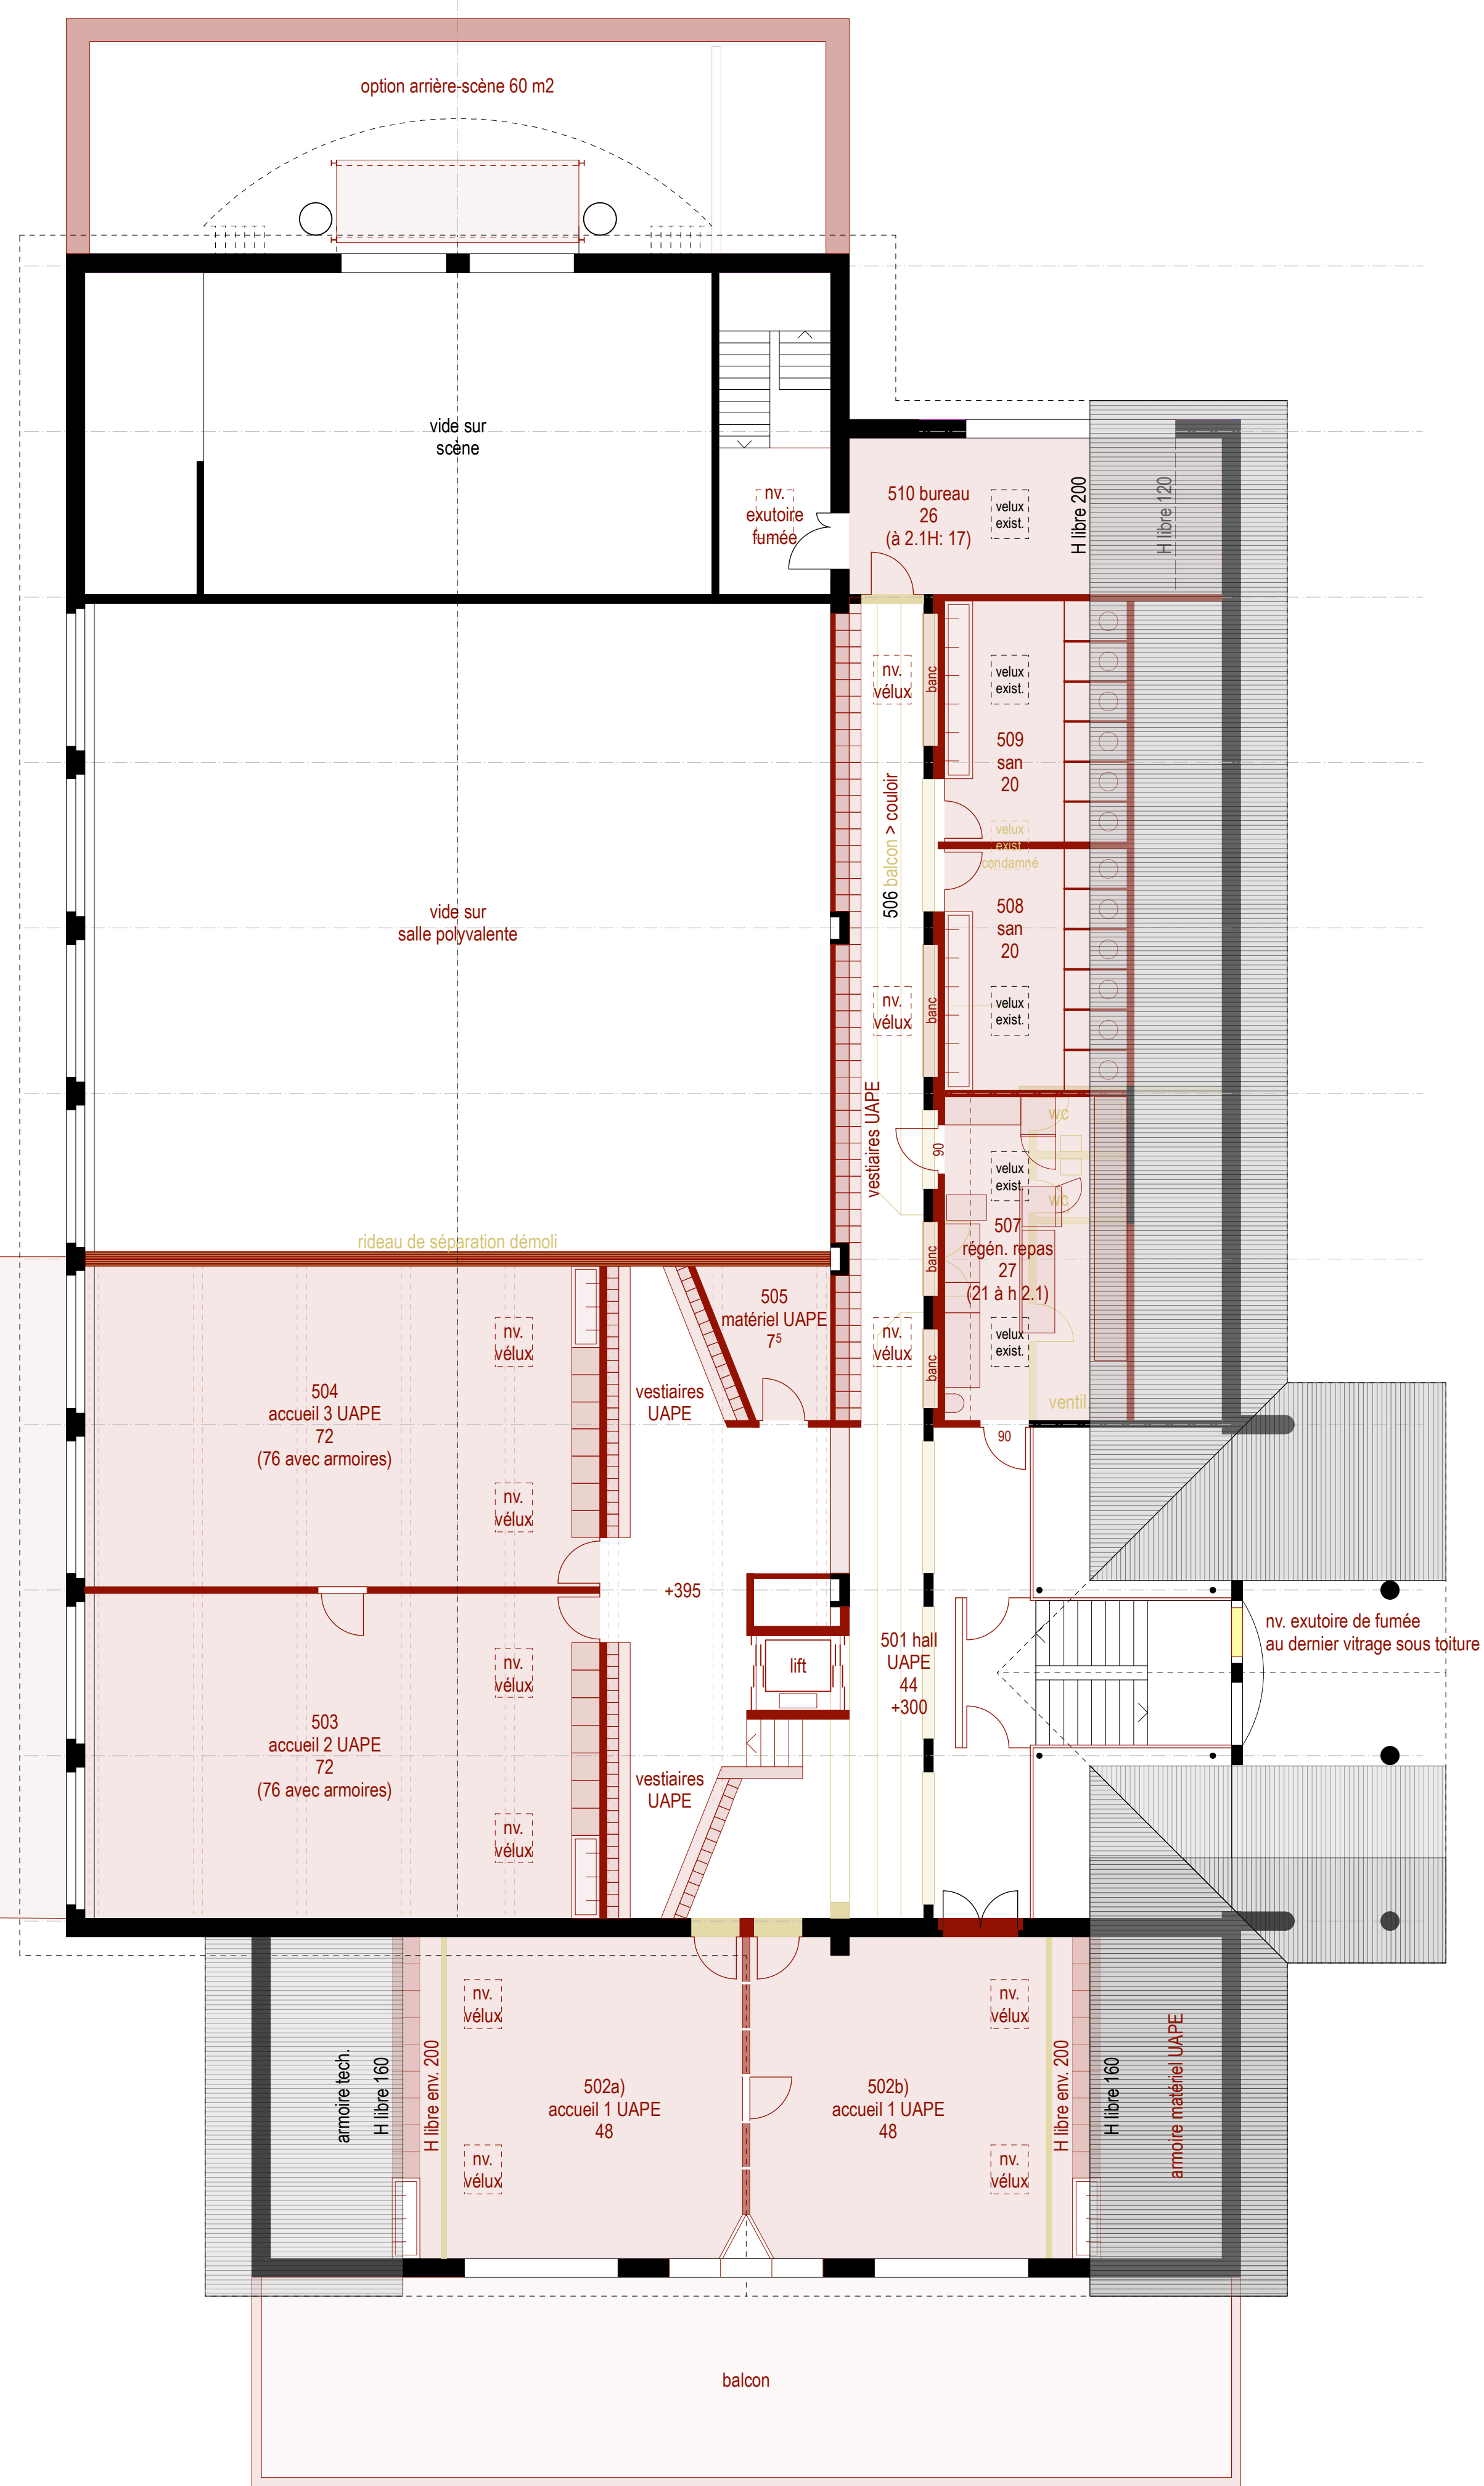 option arrière-scène 60 m2
vide sur
scène
nv.
exutoire
fumée
510 bureau
26
(à 2.1H: 17)
velux
exist.
H libre 200
H libre 120
nv.
vélux
banc
velux
exist.
509
san
20
506 balcon > couloir
velux
exist.
condamné
vide sur
salle polyvalente
508
san
20
nv.
vélux
banc
velux
exist.
vestiaires UAPE
wc
90
velux
exist.
wc
507
régén. repas
27
(21 à h 2.1)
rideau de séparation démoli
banc
505
matériel UAPE
7⁵
nv.
vélux
nv.
vélux
banc
velux
exist.
504
accueil 3 UAPE
72
(76 avec armoires)
vestiaires
UAPE
ventil
90
nv.
vélux
+395
nv. exutoire de fumée
au dernier vitrage sous toiture
501 hall
UAPE
44
+300
lift
nv.
vélux
503
accueil 2 UAPE
72
(76 avec armoires)
vestiaires
UAPE
nv.
vélux
nv.
vélux
nv.
vélux
armoire tech.
H libre 160
H libre env. 200
502a)
accueil 1 UAPE
48
502b)
accueil 1 UAPE
48
H libre env. 200
H libre 160
armoire matériel UAPE
nv.
vélux
nv.
vélux
balcon